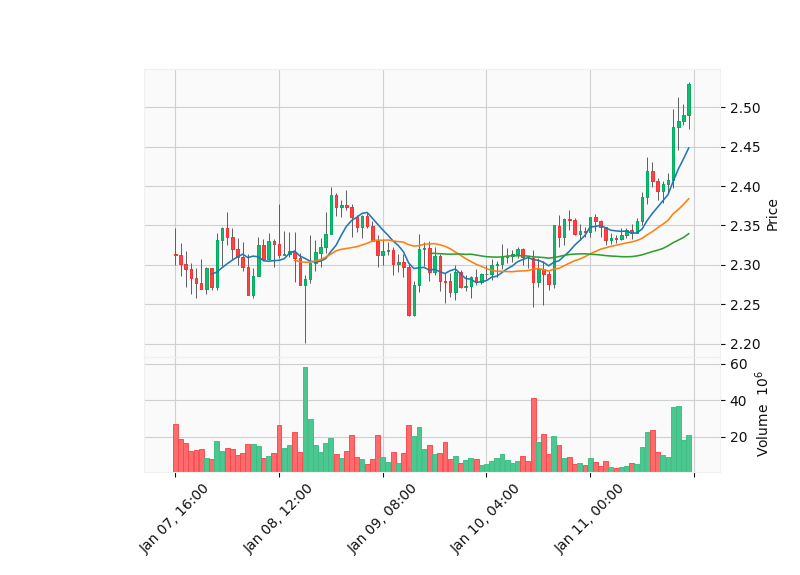 2.50
2.45
2.40
2.35
2.30
2.25
2.20
Price
60
40
20
Volume 10^6
Jan 07, 16:00
Jan 08, 12:00
Jan 09, 08:00
Jan 10, 04:00
Jan 11, 00:00